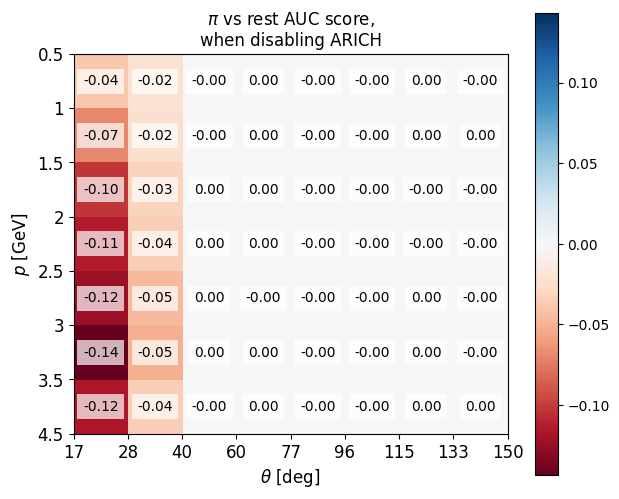 π vs rest AUC score,
when disabling ARICH
0.5
-0.04 -0.02 -0.00 0.00 -0.00 -0.00 0.00 -0.00
1
-0.07 -0.02 -0.00 0.00 -0.00 -0.00 0.00 0.00
1.5
-0.10 -0.03 0.00 0.00 -0.00 -0.00 -0.00 -0.00
2
-0.11 -0.04 0.00 0.00 -0.00 -0.00 -0.00 0.00
2.5
-0.12 -0.05 0.00 -0.00 -0.00 0.00 0.00 -0.00
3
-0.14 -0.05 0.00 0.00 -0.00 -0.00 0.00 -0.00
3.5
-0.12 -0.04 -0.00 0.00 -0.00 -0.00 0.00 0.00
4.5
p [GeV]
17 28 40 60 77 96 115 133 150
θ [deg]
0.10
0.05
0.00
−0.05
−0.10